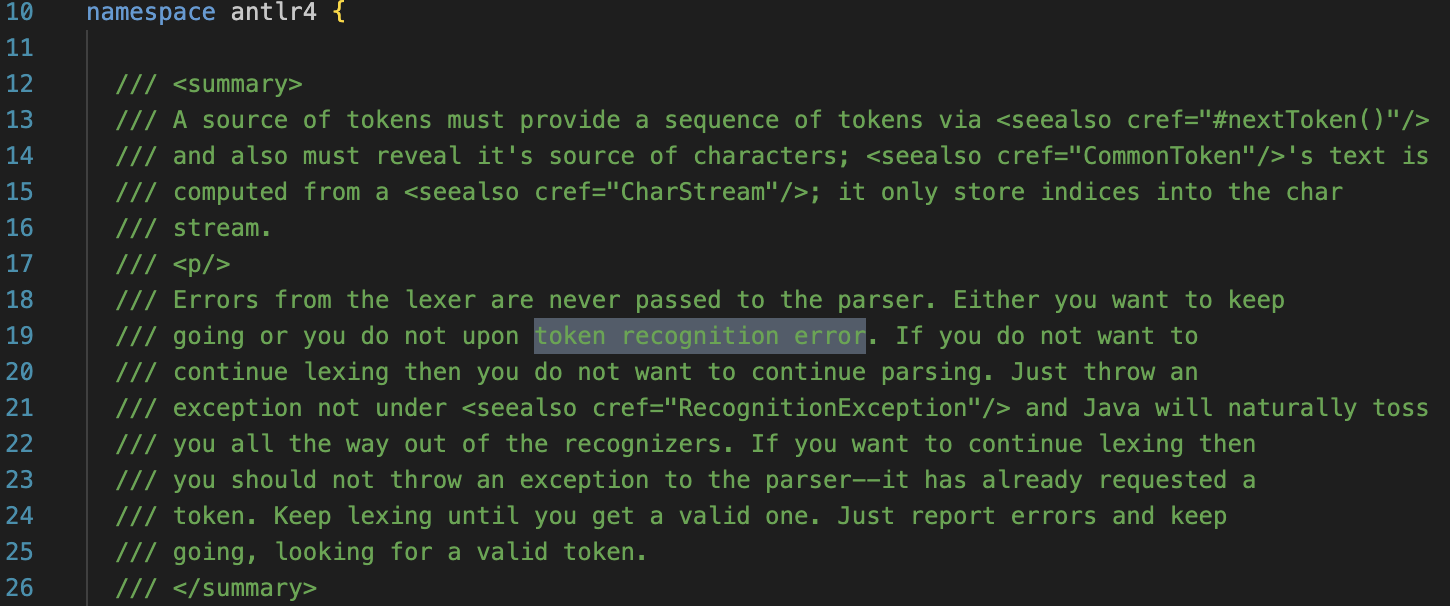 10 namespace antlr4 {
11
12 /// <summary>
13 /// A source of tokens must provide a sequence of tokens via <seealso cref="#nextToken()"/>
14 /// and also must reveal it's source of characters; <seealso cref="CommonToken"/>'s text is
15 /// computed from a <seealso cref="CharStream"/>; it only store indices into the char
16 /// stream.
17 /// <p/>
18 /// Errors from the lexer are never passed to the parser. Either you want to keep
19 /// going or you do not upon token recognition error. If you do not want to
20 /// continue lexing then you do not want to continue parsing. Just throw an
21 /// exception not under <seealso cref="RecognitionException"/> and Java will naturally toss
22 /// you all the way out of the recognizers. If you want to continue lexing then
23 /// you should not throw an exception to the parser--it has already requested a
24 /// token. Keep lexing until you get a valid one. Just report errors and keep
25 /// going, looking for a valid token.
26 /// </summary>